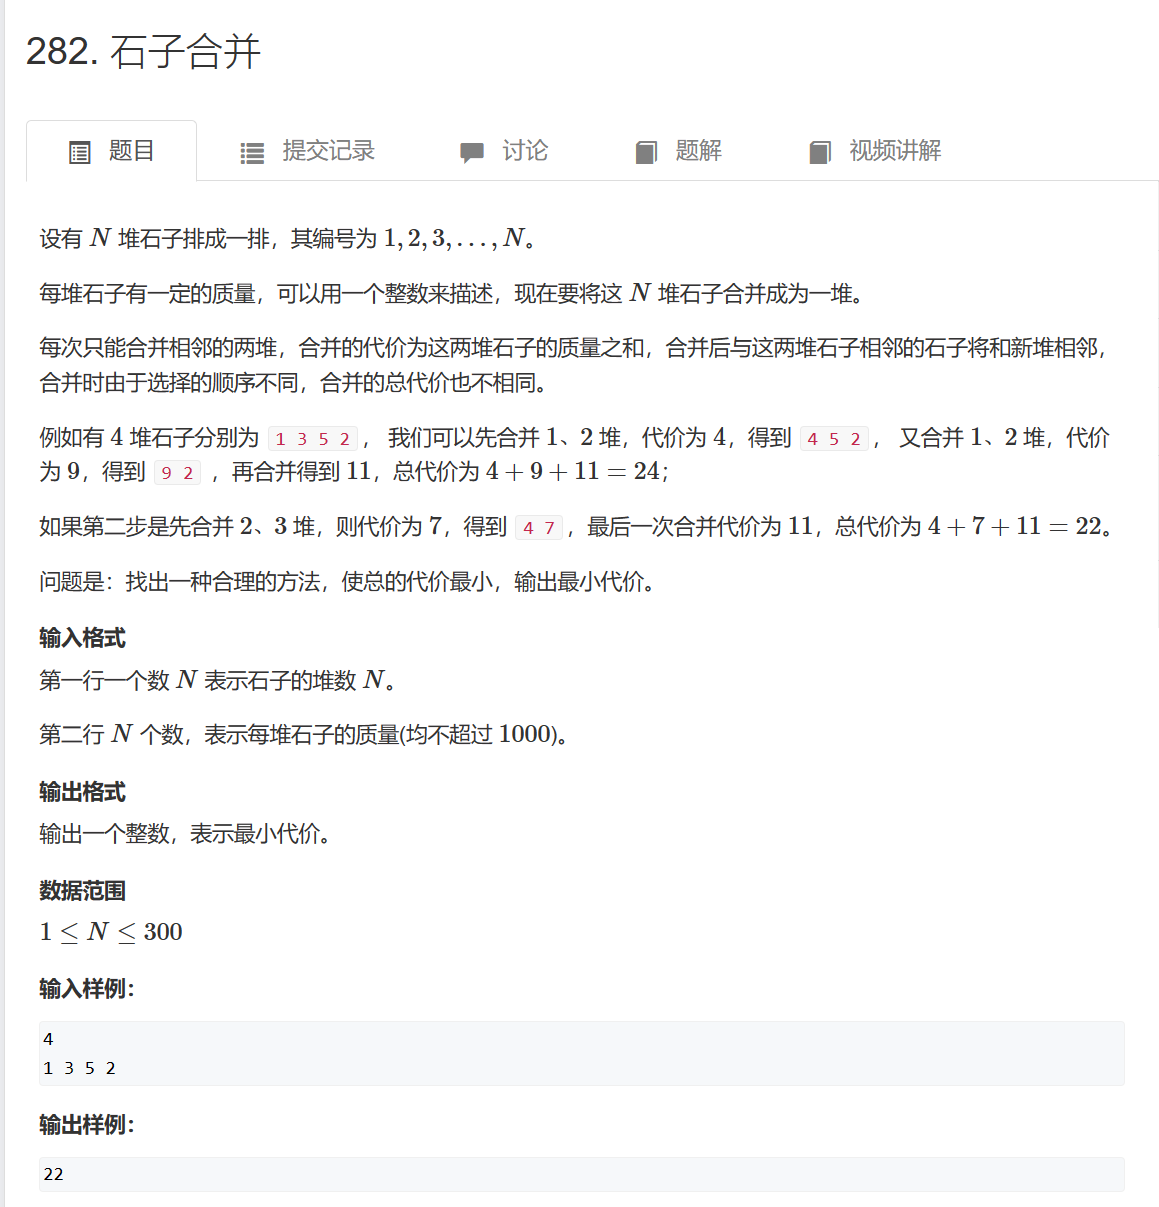 282. 石子合并
题目 提交记录 讨论 题解 视频讲解
设有 N 堆石子排成一排，其编号为 1, 2, 3, . . . , N。
每堆石子有一定的质量，可以用一个整数来描述，现在要将这 N 堆石子合并成为一堆。
每次只能合并相邻的两堆，合并的代价为这两堆石子的质量之和，合并后与这两堆石子相邻的石子将和新堆相邻，
合并时由于选择的顺序不同，合并的总代价也不相同。
例如有 4 堆石子分别为 1 3 5 2 ， 我们可以先合并 1、2 堆，代价为 4，得到 4 5 2 ， 又合并 1、2 堆，代价
为 9，得到 9 2 ，再合并得到 11，总代价为 4 + 9 + 11 = 24；
如果第二步是先合并 2、3 堆，则代价为 7，得到 4 7 ，最后一次合并代价为 11，总代价为 4 + 7 + 11 = 22。
问题是：找出一种合理的方法，使总的代价最小，输出最小代价。
输入格式
第一行一个数 N 表示石子的堆数 N。
第二行 N 个数，表示每堆石子的质量(均不超过 1000)。
输出格式
输出一个整数，表示最小代价。
数据范围
1 ≤ N ≤ 300
输入样例：
4
1 3 5 2
输出样例：
22